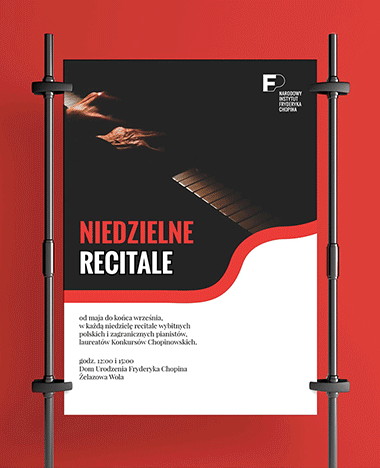 NARODOWY
INSTYTUT
FRYDERYKA
CHOPINA
NIEDZIELNE
RECITALE
od maja do końca września,
w każdą niedzielę recitale wybitnych
polskich i zagranicznych pianistów,
laureatów Konkursów Chopinowskich.
godz. 12:00 i 15:00
Dom Urodzenia Fryderyka Chopina
Żelazowa Wola